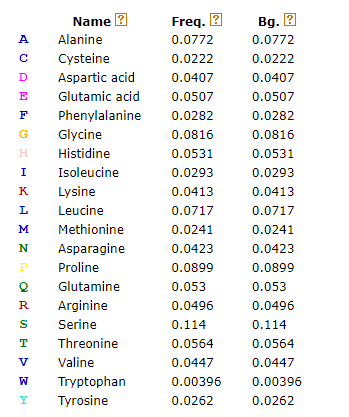 Name ? Freq. ? Bg. ?
A Alanine 0.0772 0.0772
C Cysteine 0.0222 0.0222
D Aspartic acid 0.0407 0.0407
E Glutamic acid 0.0507 0.0507
F Phenylalanine 0.0282 0.0282
G Glycine 0.0816 0.0816
H Histidine 0.0531 0.0531
I Isoleucine 0.0293 0.0293
K Lysine 0.0413 0.0413
L Leucine 0.0717 0.0717
M Methionine 0.0241 0.0241
N Asparagine 0.0423 0.0423
P Proline 0.0899 0.0899
Q Glutamine 0.053 0.053
R Arginine 0.0496 0.0496
S Serine 0.114 0.114
T Threonine 0.0564 0.0564
V Valine 0.0447 0.0447
W Tryptophan 0.00396 0.00396
Y Tyrosine 0.0262 0.0262